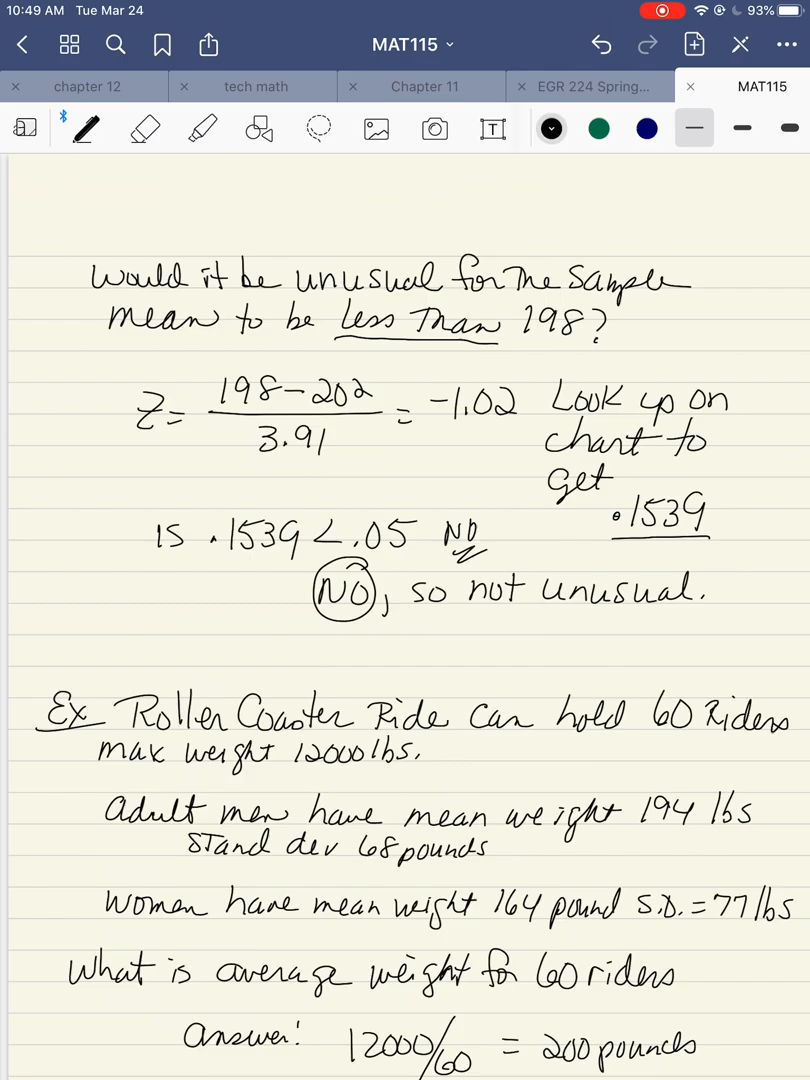 10:49 AM Tue Mar 24
93%
MAT115
chapter 12
tech math
Chapter 11
EGR 224 Spring...
MAT115
T
Would it be unusual for the sample
mean to be less than 198?
Z = 198 - 202 / 3.91 = -1.02
Look up on
chart to
get
.1539
is .1539 < .05 NO
NO, so not unusual.
Ex Roller Coaster Ride can hold 60 Riders
max weight 12000 lbs.
Adult men have mean weight 194 lbs
Stand dev 68 pounds
Women have mean weight 164 pound S.D. = 77 lbs
What is average weight for 60 riders
Answer: 12000/60 = 200 pounds